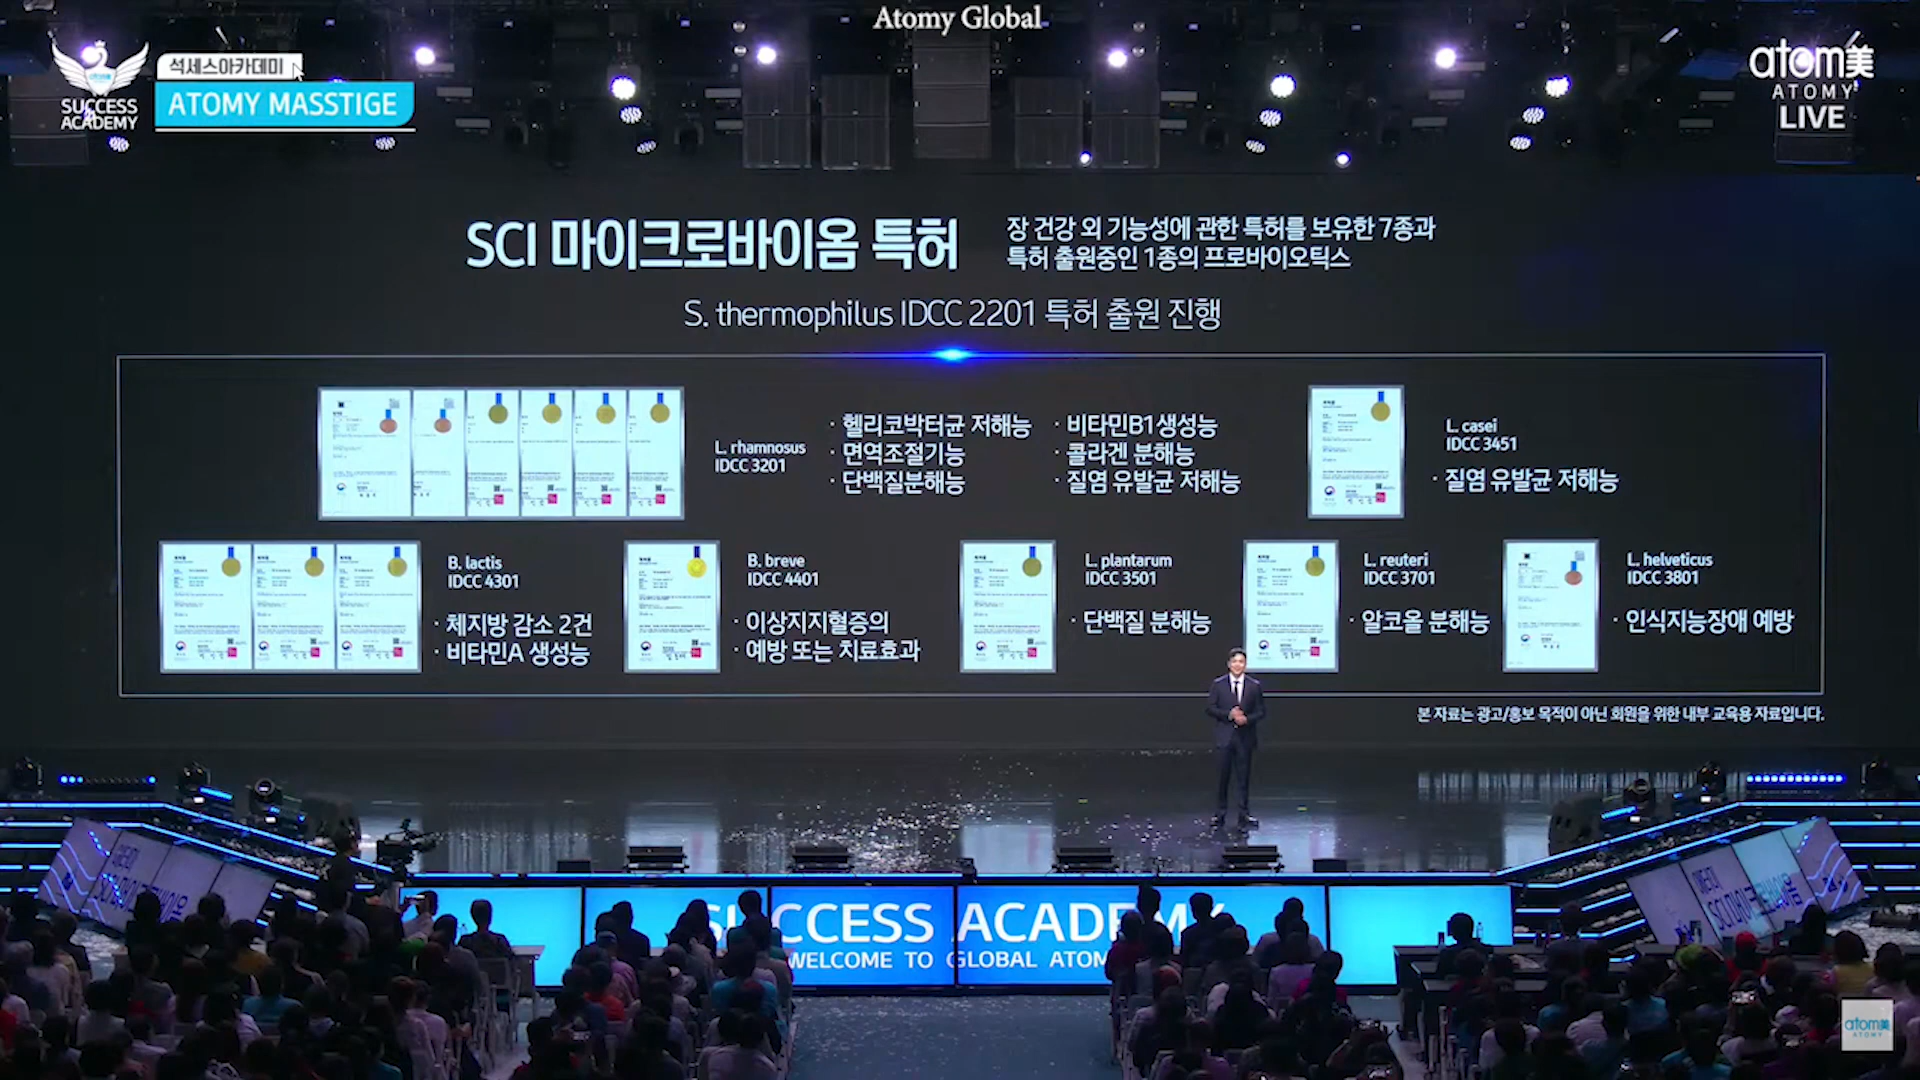 Atomy Global
석세스아카데미
ATOMY MASSTIGE
SUCCESS
ACADEMY
atom美
ATOMY
LIVE
SCI 마이크로바이옴 특허
장 건강 외 기능성에 관한 특허를 보유한 7종과
특허 출원중인 1종의 프로바이오틱스
S. thermophilus IDCC 2201 특허 출원 진행
L. rhamnosus
IDCC 3201
· 헬리코박터균 저해능
· 면역조절기능
· 단백질분해능
· 비타민B1생성능
· 콜라겐 분해능
· 질염 유발균 저해능
L. casei
IDCC 3451
· 질염 유발균 저해능
B. lactis
IDCC 4301
· 체지방 감소 2건
· 비타민A 생성능
B. breve
IDCC 4401
· 이상지지혈증의
· 예방 또는 치료효과
L. plantarum
IDCC 3501
· 단백질 분해능
L. reuteri
IDCC 3701
· 알코올 분해능
L. helveticus
IDCC 3801
· 인식지능장애 예방
본 자료는 광고/홍보 목적이 아닌 회원을 위한 내부 교육용 자료입니다.
SUCCESS ACADEMY
WELCOME TO GLOBAL ATOM
atom美
ATOMY